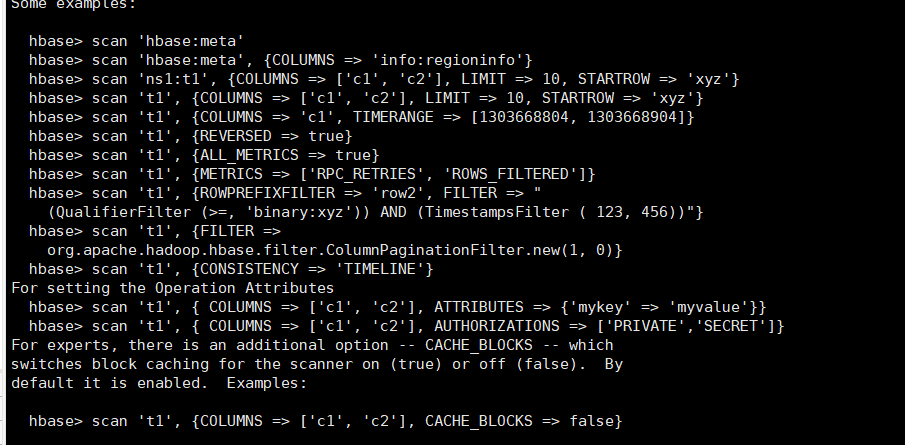 Some examples:
hbase> scan 'hbase:meta'
hbase> scan 'hbase:meta', {COLUMNS => 'info:regioninfo'}
hbase> scan 'ns1:t1', {COLUMNS => ['c1', 'c2'], LIMIT => 10, STARTROW => 'xyz'}
hbase> scan 't1', {COLUMNS => ['c1', 'c2'], LIMIT => 10, STARTROW => 'xyz'}
hbase> scan 't1', {COLUMNS => 'c1', TIMERANGE => [1303668804, 1303668904]}
hbase> scan 't1', {REVERSED => true}
hbase> scan 't1', {ALL_METRICS => true}
hbase> scan 't1', {METRICS => ['RPC_RETRIES', 'ROWS_FILTERED']}
hbase> scan 't1', {ROWPREFIXFILTER => 'row2', FILTER => "
(QualifierFilter (>=, 'binary:xyz')) AND (TimestampsFilter ( 123, 456))"}
hbase> scan 't1', {FILTER =>
org.apache.hadoop.hbase.filter.ColumnPaginationFilter.new(1, 0)}
hbase> scan 't1', {CONSISTENCY => 'TIMELINE'}
For setting the Operation Attributes
hbase> scan 't1', { COLUMNS => ['c1', 'c2'], ATTRIBUTES => {'mykey' => 'myvalue'}}
hbase> scan 't1', { COLUMNS => ['c1', 'c2'], AUTHORIZATIONS => ['PRIVATE','SECRET']}
For experts, there is an additional option -- CACHE_BLOCKS -- which
switches block caching for the scanner on (true) or off (false).  By
default it is enabled.  Examples:
hbase> scan 't1', {COLUMNS => ['c1', 'c2'], CACHE_BLOCKS => false}